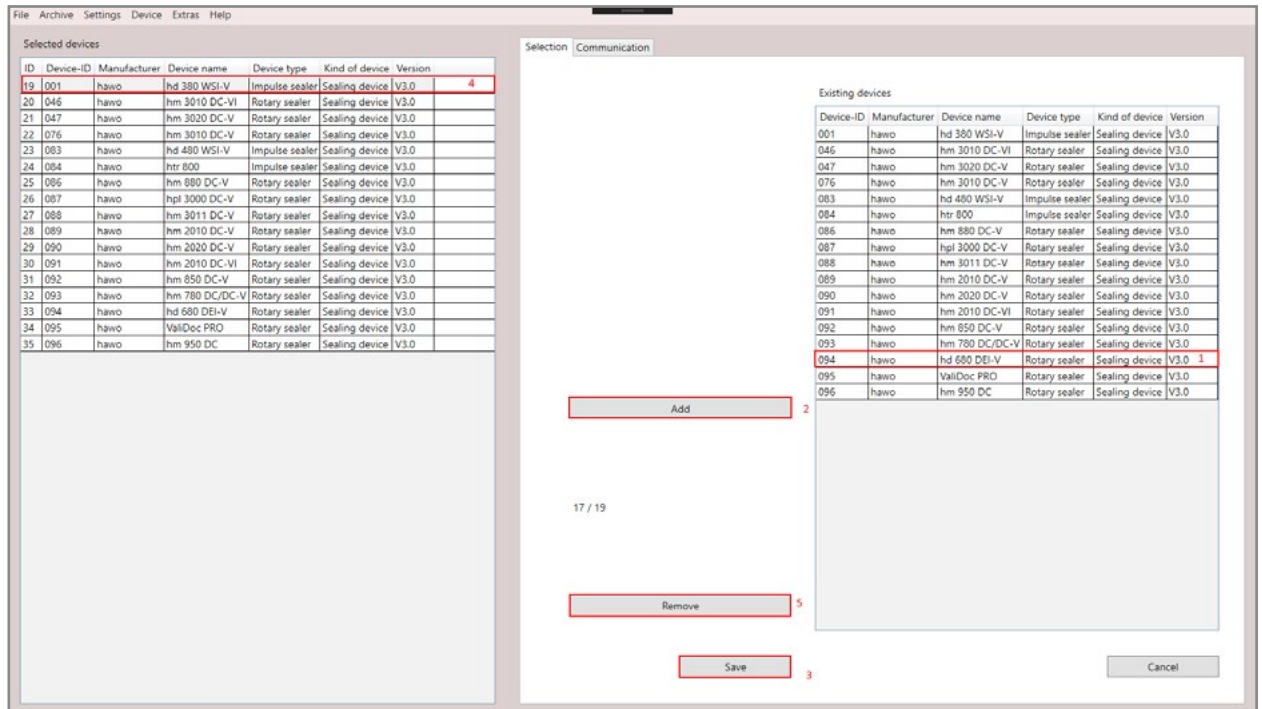 File Archive Settings Device Extras Help
Selected devices
ID Device-ID Manufacturer Device name Device type Kind of device Version
19 001 hawo hd 380 WSI-V Impulse sealer Sealing device V3.0 4
20 046 hawo hm 3010 DC-VI Rotary sealer Sealing device V3.0
21 047 hawo hm 3020 DC-V Rotary sealer Sealing device V3.0
22 076 hawo hm 3010 DC-V Rotary sealer Sealing device V3.0
23 083 hawo hd 480 WSI-V Impulse sealer Sealing device V3.0
24 084 hawo htr 800 Impulse sealer Sealing device V3.0
25 086 hawo hm 880 DC-V Rotary sealer Sealing device V3.0
26 087 hawo hpl 3000 DC-V Rotary sealer Sealing device V3.0
27 088 hawo hm 3011 DC-V Rotary sealer Sealing device V3.0
28 089 hawo hm 2010 DC-V Rotary sealer Sealing device V3.0
29 090 hawo hm 2020 DC-V Rotary sealer Sealing device V3.0
30 091 hawo hm 2010 DC-VI Rotary sealer Sealing device V3.0
31 092 hawo hm 850 DC-V Rotary sealer Sealing device V3.0
32 093 hawo hm 780 DC/DC-V Rotary sealer Sealing device V3.0
33 094 hawo hd 680 DEI-V Rotary sealer Sealing device V3.0
34 095 hawo ValiDoc PRO Rotary sealer Sealing device V3.0
35 096 hawo hm 950 DC Rotary sealer Sealing device V3.0
Selection Communication
Existing devices
Device-ID Manufacturer Device name Device type Kind of device Version
001 hawo hd 380 WSI-V Impulse sealer Sealing device V3.0
046 hawo hm 3010 DC-VI Rotary sealer Sealing device V3.0
047 hawo hm 3020 DC-V Rotary sealer Sealing device V3.0
076 hawo hm 3010 DC-V Rotary sealer Sealing device V3.0
083 hawo hd 480 WSI-V Impulse sealer Sealing device V3.0
084 hawo htr 800 Impulse sealer Sealing device V3.0
086 hawo hm 880 DC-V Rotary sealer Sealing device V3.0
087 hawo hpl 3000 DC-V Rotary sealer Sealing device V3.0
088 hawo hm 3011 DC-V Rotary sealer Sealing device V3.0
089 hawo hm 2010 DC-V Rotary sealer Sealing device V3.0
090 hawo hm 2020 DC-V Rotary sealer Sealing device V3.0
091 hawo hm 2010 DC-VI Rotary sealer Sealing device V3.0
092 hawo hm 850 DC-V Rotary sealer Sealing device V3.0
093 hawo hm 780 DC/DC-V Rotary sealer Sealing device V3.0
094 hawo hd 680 DEI-V Rotary sealer Sealing device V3.0 1
095 hawo ValiDoc PRO Rotary sealer Sealing device V3.0
096 hawo hm 950 DC Rotary sealer Sealing device V3.0
Add 2
17 / 19
Remove 5
Save 3
Cancel